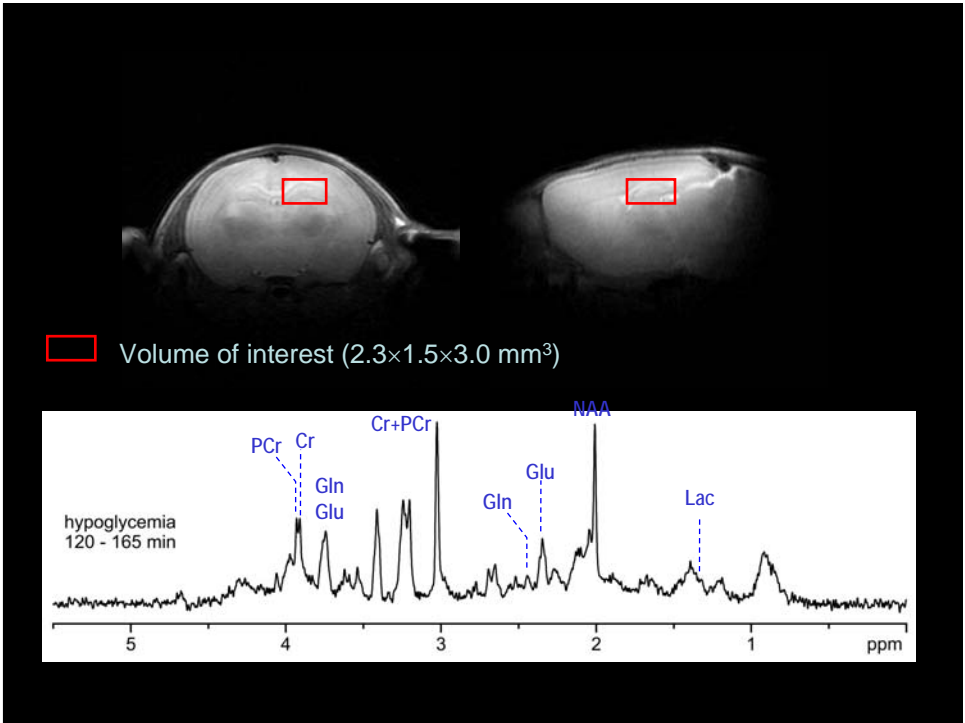 Volume of interest (2.3×1.5×3.0 mm³)
NAA
Cr+PCr
PCr
Cr
Gln
Glu
Glu
Gln
Lac
hypoglycemia
120 - 165 min
5
4
3
2
1
ppm